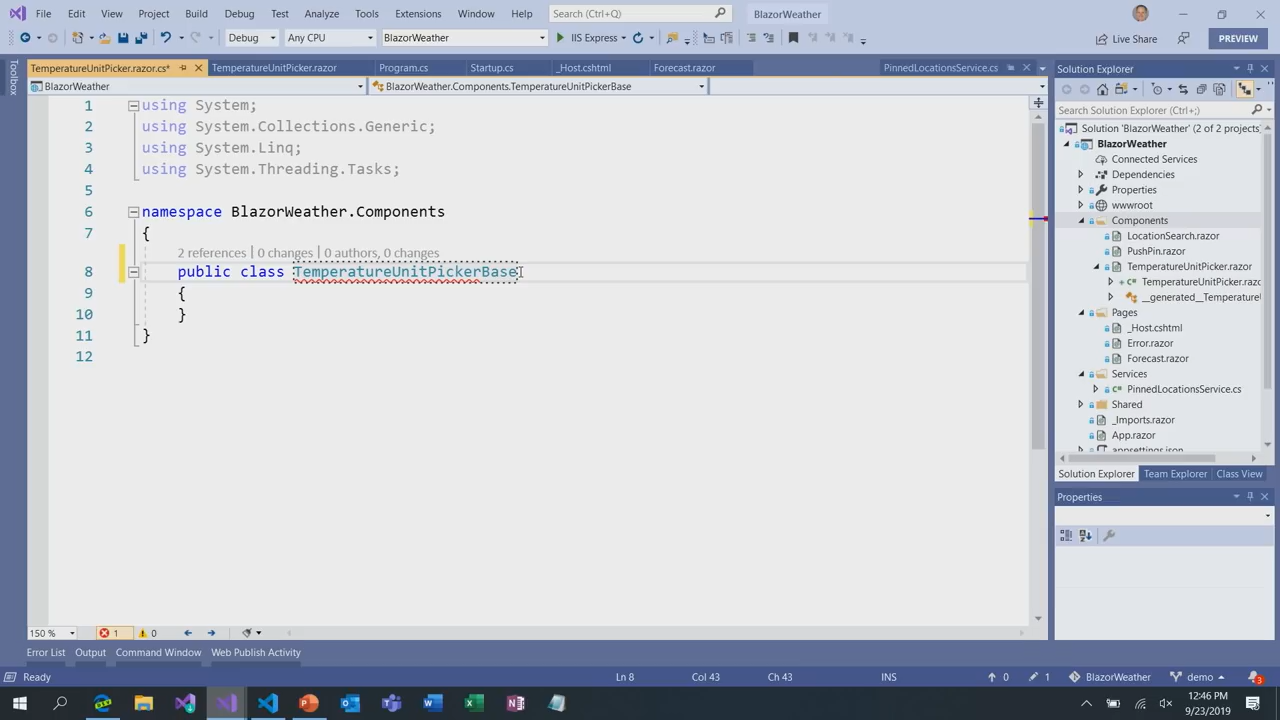 File Edit View Project Build Debug Test Analyze Tools Extensions Window Help Search (Ctrl+Q) BlazorWeather
Debug Any CPU BlazorWeather IIS Express Live Share PREVIEW
Toolbox
TemperatureUnitPicker.razor.cs* TemperatureUnitPicker.razor Program.cs Startup.cs _Host.cshtml Forecast.razor PinnedLocationsService.cs
BlazorWeather BlazorWeather.Components.TemperatureUnitPickerBase
1 using System;
2 using System.Collections.Generic;
3 using System.Linq;
4 using System.Threading.Tasks;
5
6 namespace BlazorWeather.Components
7 {
2 references | 0 changes | 0 authors, 0 changes
8 public class TemperatureUnitPickerBase
9 {
10 }
11 }
12
150 % 1 0
Error List Output Command Window Web Publish Activity
Solution Explorer
Search Solution Explorer (Ctrl+;)
Solution 'BlazorWeather' (2 of 2 projects)
BlazorWeather
Connected Services
Dependencies
Properties
wwwroot
Components
LocationSearch.razor
PushPin.razor
TemperatureUnitPicker.razor
TemperatureUnitPicker.razo
__generated__Temperature
Pages
_Host.cshtml
Error.razor
Forecast.razor
Services
PinnedLocationsService.cs
Shared
_Imports.razor
App.razor
appsettings.json
Solution Explorer Team Explorer Class View
Properties
Ready Ln 8 Col 43 Ch 43 INS 0 1 BlazorWeather demo 3
12:46 PM
9/23/2019